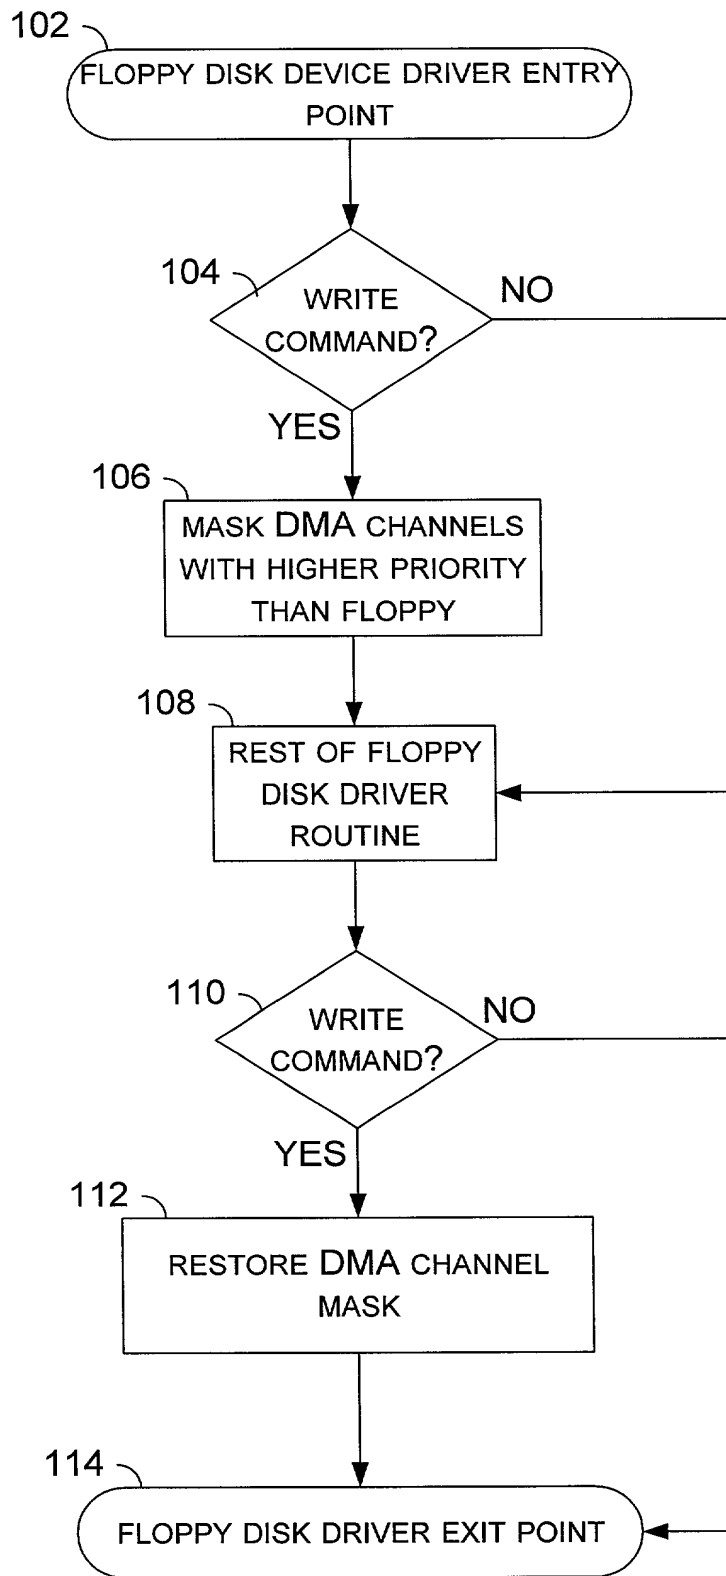 102
FLOPPY DISK DEVICE DRIVER ENTRY
POINT
104
WRITE
COMMAND?
NO
YES
106
MASK DMA CHANNELS
WITH HIGHER PRIORITY
THAN FLOPPY
108
REST OF FLOPPY
DISK DRIVER
ROUTINE
110
WRITE
COMMAND?
NO
YES
112
RESTORE DMA CHANNEL
MASK
114
FLOPPY DISK DRIVER EXIT POINT